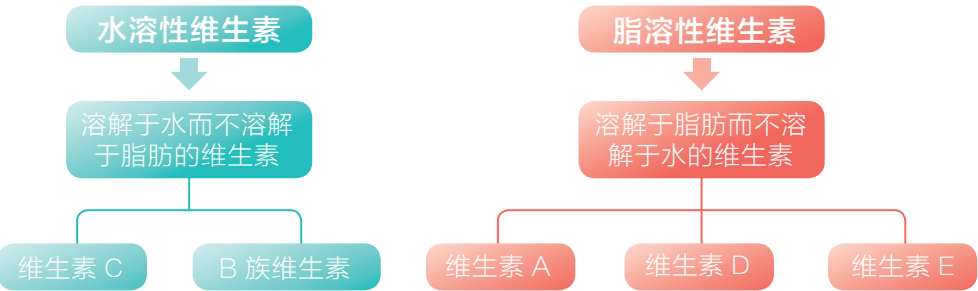 水溶性维生素
溶解于水而不溶解
于脂肪的维生素
维生素 C
B 族维生素
脂溶性维生素
溶解于脂肪而不溶
解于水的维生素
维生素 A
维生素 D
维生素 E